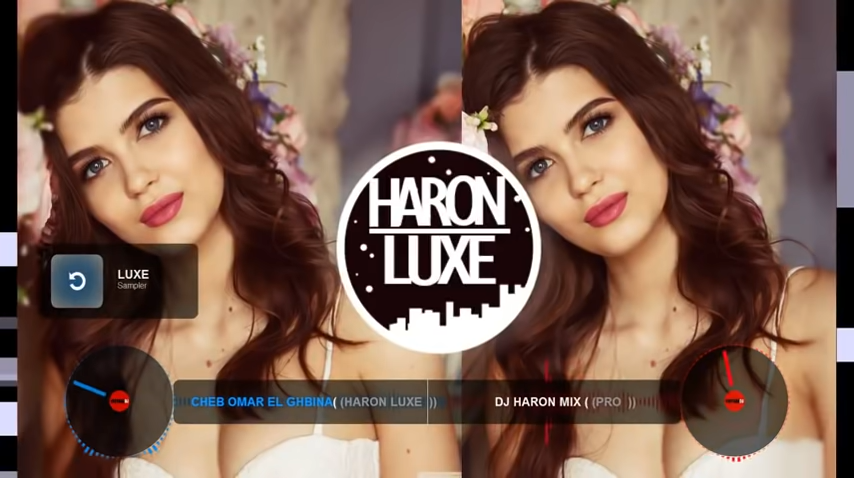 HARON
LUXE
LUXE
Sampler
CHEB OMAR EL GHBINA( (HARON LUXE ))
DJ HARON MIX ( (PRO ))